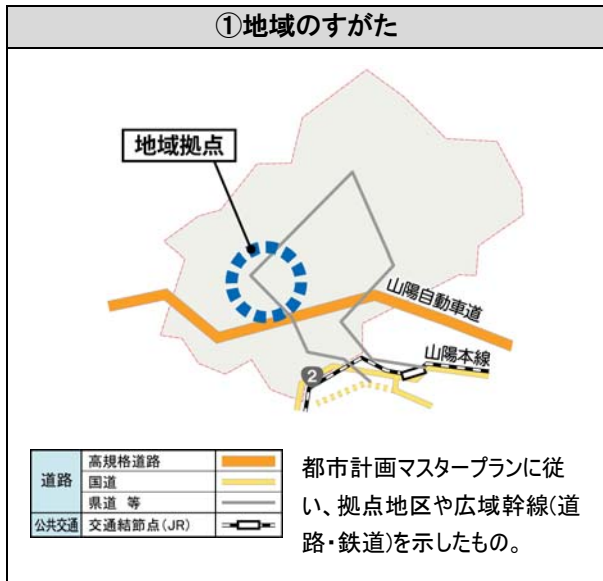 ①地域のすがた
地域拠点
山陽自動車道
山陽本線
2
道路 高規格道路
国道
県道 等
公共交通 交通結節点(JR)
都市計画マスタープランに従
い、拠点地区や広域幹線(道
路・鉄道)を示したもの。